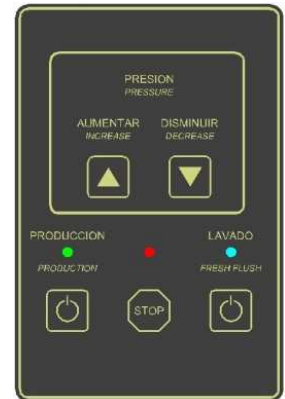 PRESION
PRESSURE
AUMENTAR DISMINUIR
INCREASE DECREASE
PRODUCCION LAVADO
PRODUCTION FRESH FLUSH
STOP